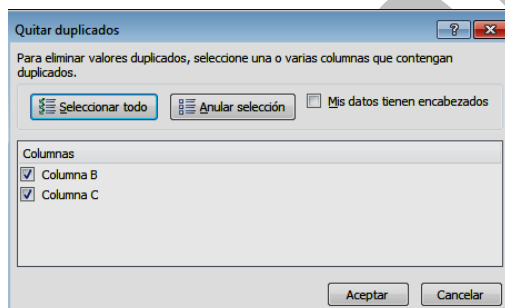 Quitar duplicados
Para eliminar valores duplicados, seleccione una o varias columnas que contengan
duplicados.
Seleccionar todo
Anular selección
Mis datos tienen encabezados
Columnas
Columna B
Columna C
Aceptar
Cancelar